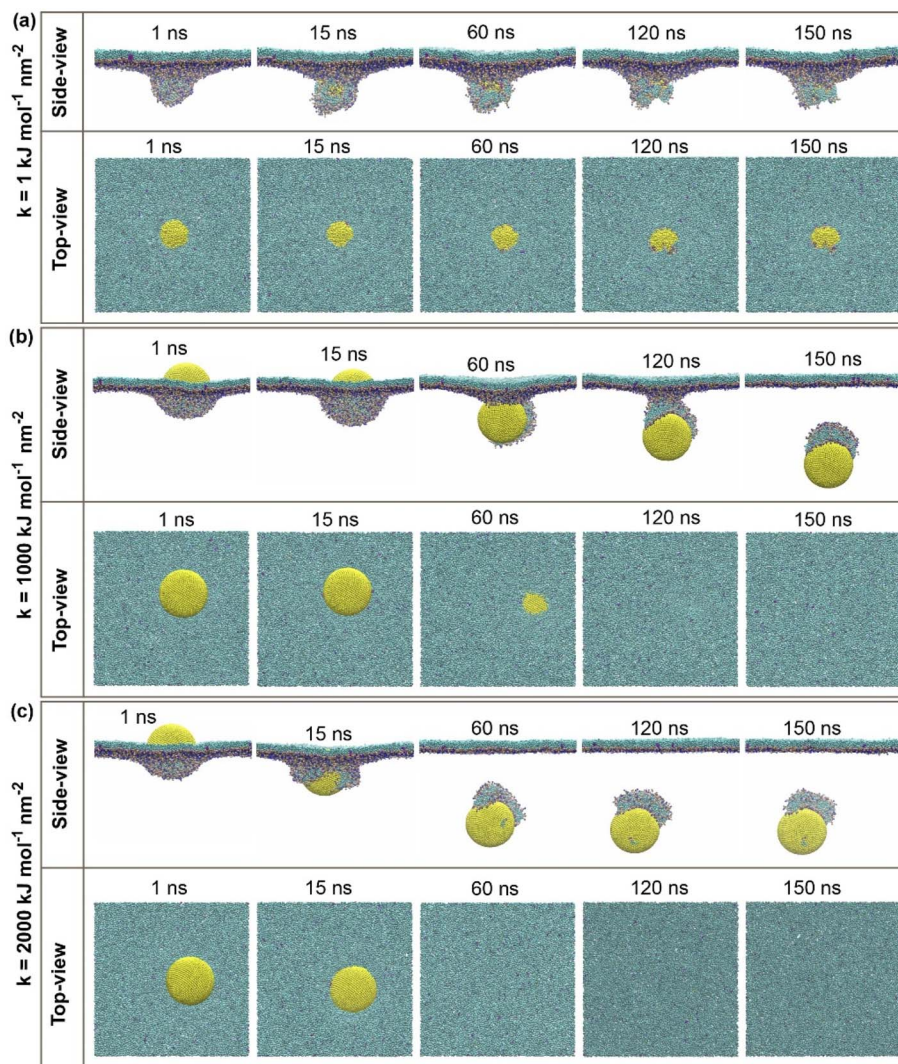 (a)
k = 1 kJ mol⁻¹ nm⁻²
Side-view
1 ns 15 ns 60 ns 120 ns 150 ns
Top-view
1 ns 15 ns 60 ns 120 ns 150 ns
(b)
k = 1000 kJ mol⁻¹ nm⁻²
Side-view
1 ns 15 ns 60 ns 120 ns 150 ns
Top-view
1 ns 15 ns 60 ns 120 ns 150 ns
(c)
k = 2000 kJ mol⁻¹ nm⁻²
Side-view
1 ns 15 ns 60 ns 120 ns 150 ns
Top-view
1 ns 15 ns 60 ns 120 ns 150 ns